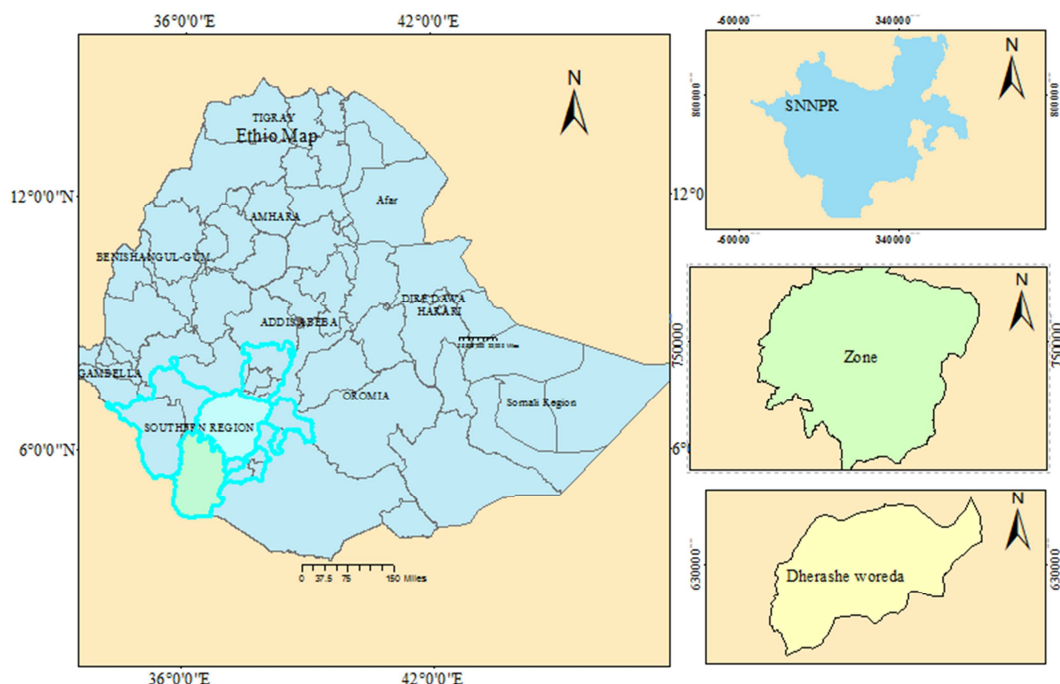 36°0'0"E
42°0'0"E
N
TIGRAY
Ethio Map
12°0'0"N
Afar
AMHARA
BENISHANGUL-GUM
DIRE DAWA
HARARI
ADDIS ABEBA
GAMBELLA
OROMIA
Somali Region
SOUTHERN REGION
6°0'0"N
0 37.5 75 150 Miles
36°0'0"E
42°0'0"E
-60000
340000
N
SNNPR
800000
800000
12°0
-60000
340000
N
750000
750000
Zone
6°0
N
Dherashe woreda
630000
630000